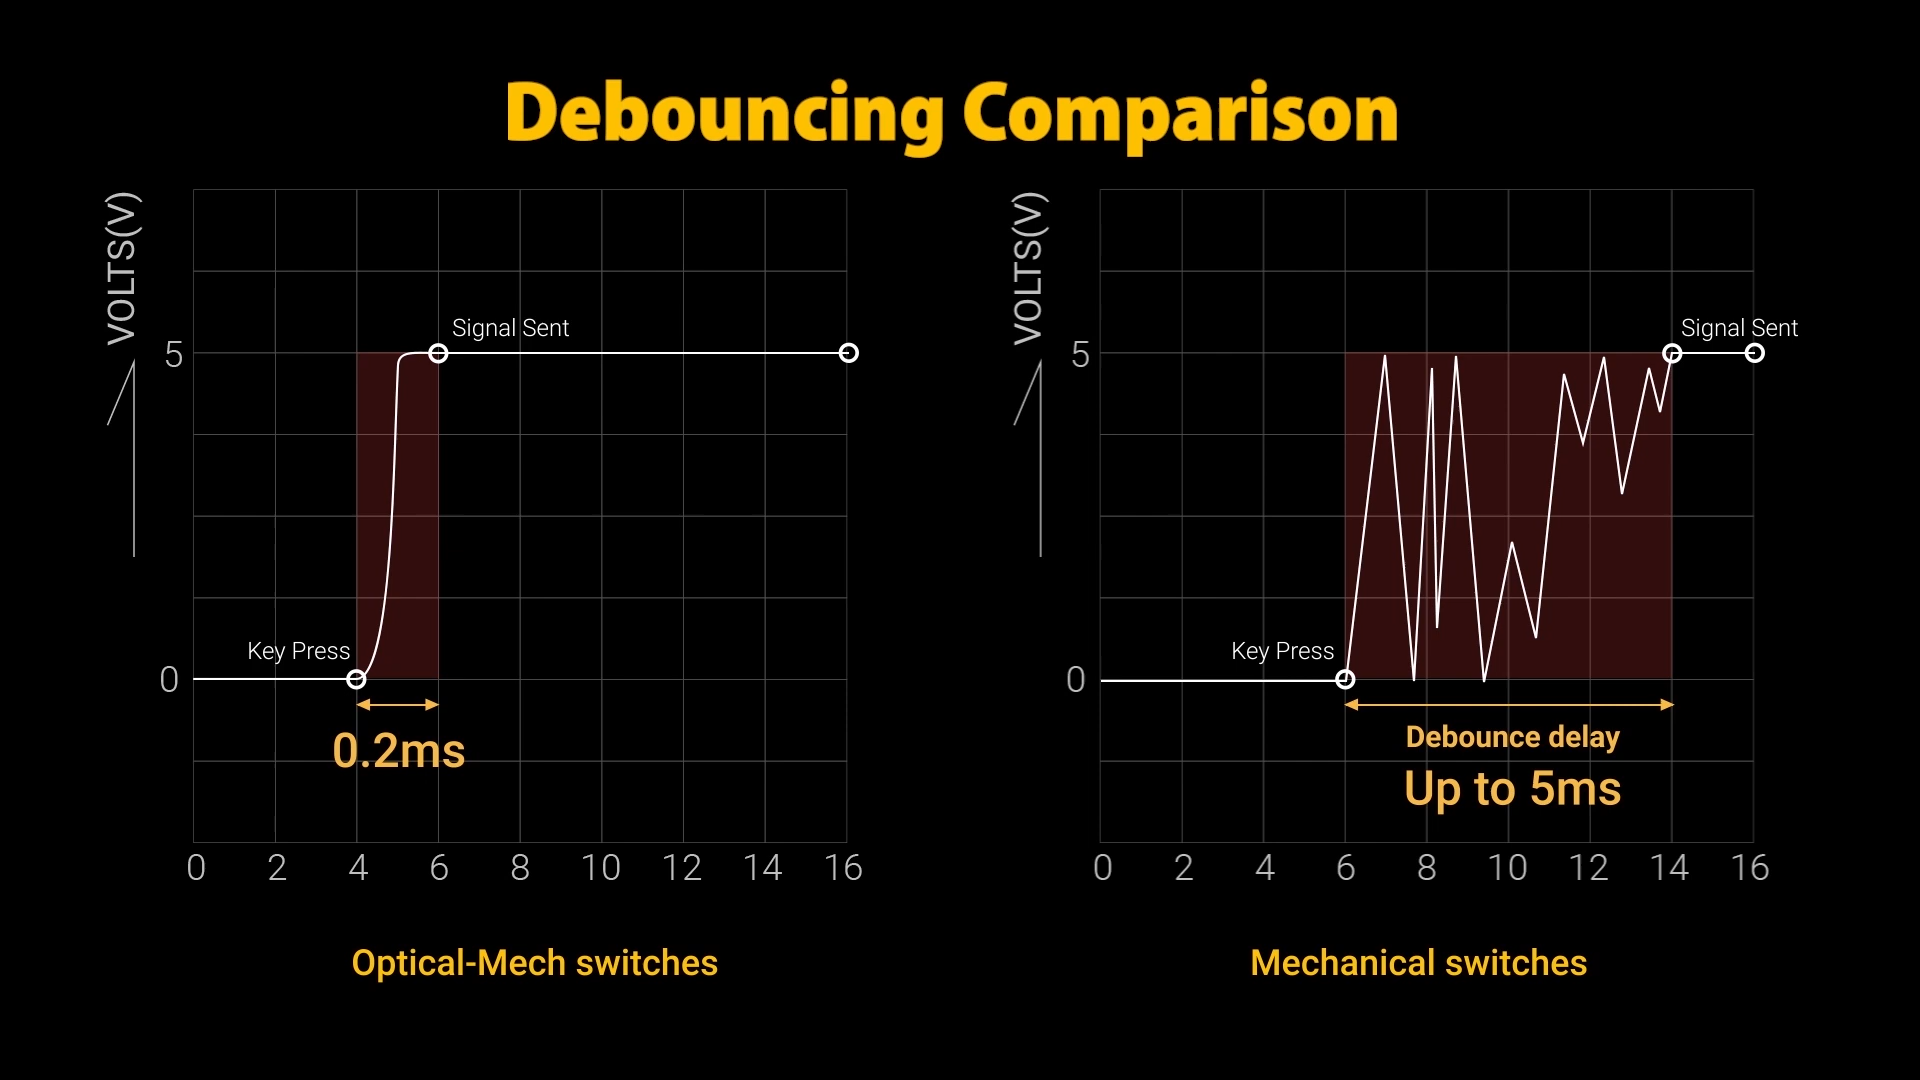 Debouncing Comparison
VOLTS(V)
5
Signal Sent
Key Press
0
0.2ms
0 2 4 6 8 10 12 14 16
Optical-Mech switches
VOLTS(V)
5
Signal Sent
Key Press
0
Debounce delay
Up to 5ms
0 2 4 6 8 10 12 14 16
Mechanical switches